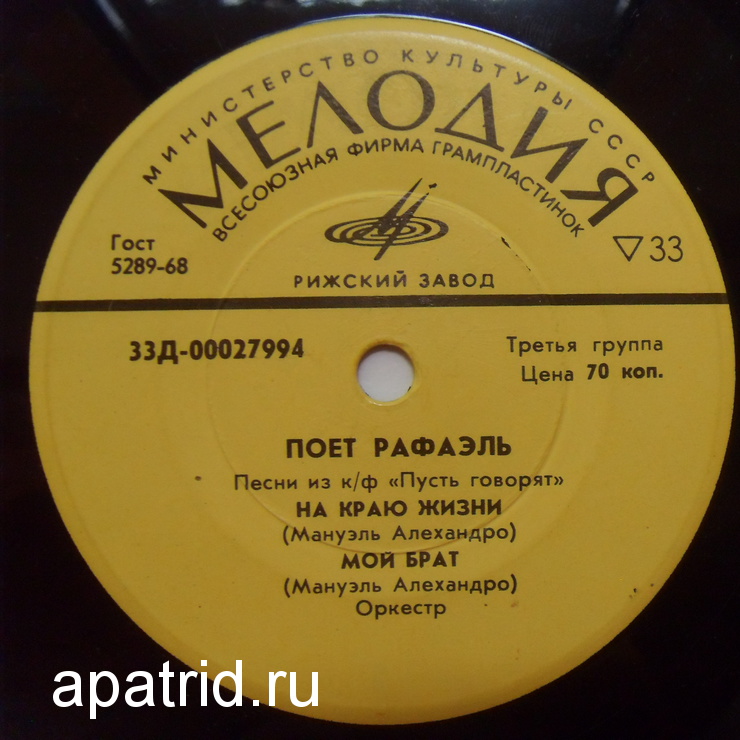 МИНИСТЕРСТВО КУЛЬТУРЫ СССР
МЕЛОДИЯ
ВСЕСОЮЗНАЯ ФИРМА ГРАМПЛАСТИНОК
Гост
5289-68
▽33
РИЖСКИЙ ЗАВОД
33Д-00027994
Третья группа
Цена 70 коп.
ПОЕТ РАФАЭЛЬ
Песни из к/ф «Пусть говорят»
НА КРАЮ ЖИЗНИ
(Мануэль Алехандро)
МОЙ БРАТ
(Мануэль Алехандро)
Оркестр
apatrid.ru